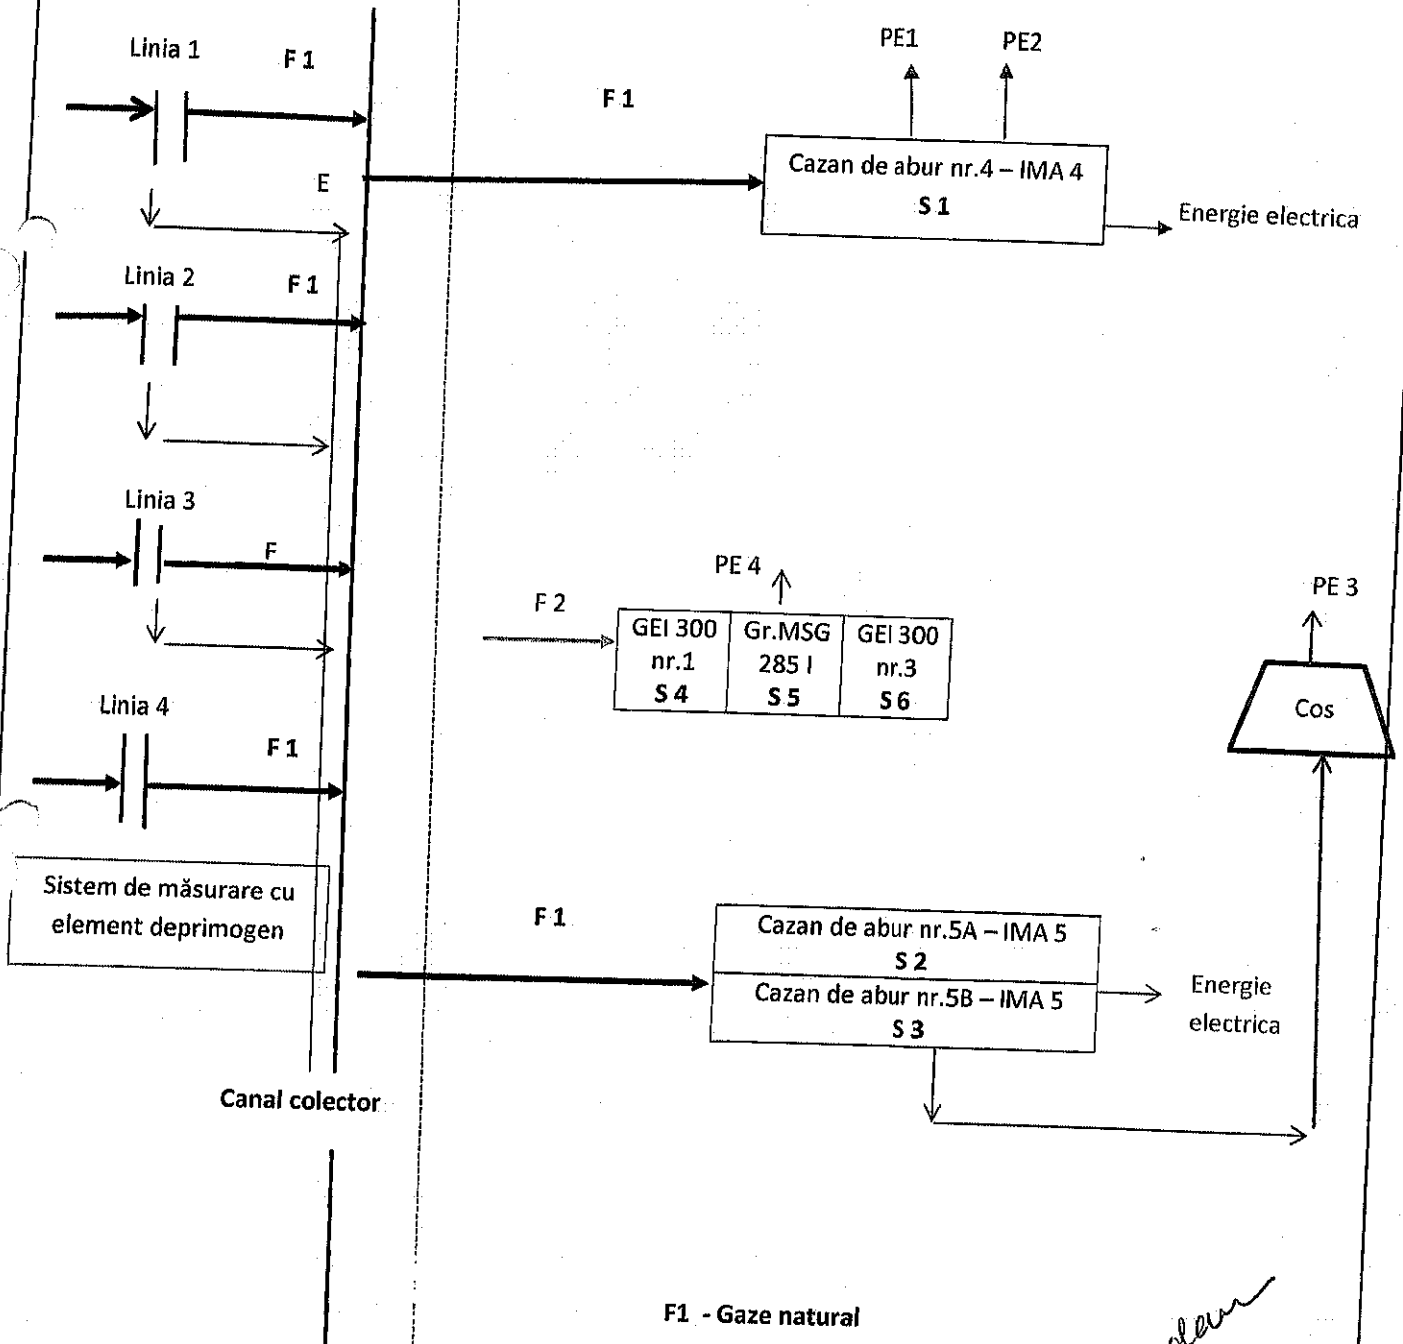 Linia 1
F 1
E
Linia 2
F 1
Linia 3
F
Linia 4
F 1
Sistem de măsurare cu
element deprimogen
Canal colector
F 1
PE1
PE2
Cazan de abur nr.4 – IMA 4
S 1
Energie electrica
F 2
PE 4
GEI 300
nr.1
S 4
Gr.MSG
285 l
S 5
GEI 300
nr.3
S 6
PE 3
Cos
F 1
Cazan de abur nr.5A – IMA 5
S 2
Cazan de abur nr.5B – IMA 5
S 3
Energie
electrica
F1 - Gaze natural